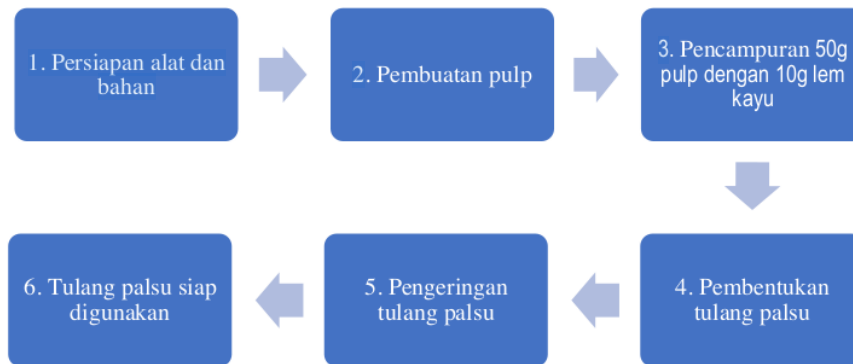 1. Persiapan alat dan
bahan
2. Pembuatan pulp
3. Pencampuran 50g
pulp dengan 10g lem
kayu
4. Pembentukan
tulang palsu
5. Pengeringan
tulang palsu
6. Tulang palsu siap
digunakan